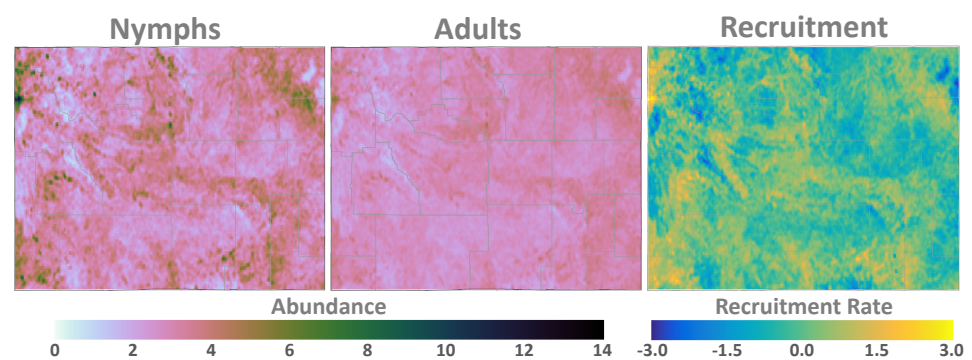 Nymphs Adults Recruitment
Abundance Recruitment Rate
0 2 4 6 8 10 12 14 -3.0 -1.5 0.0 1.5 3.0